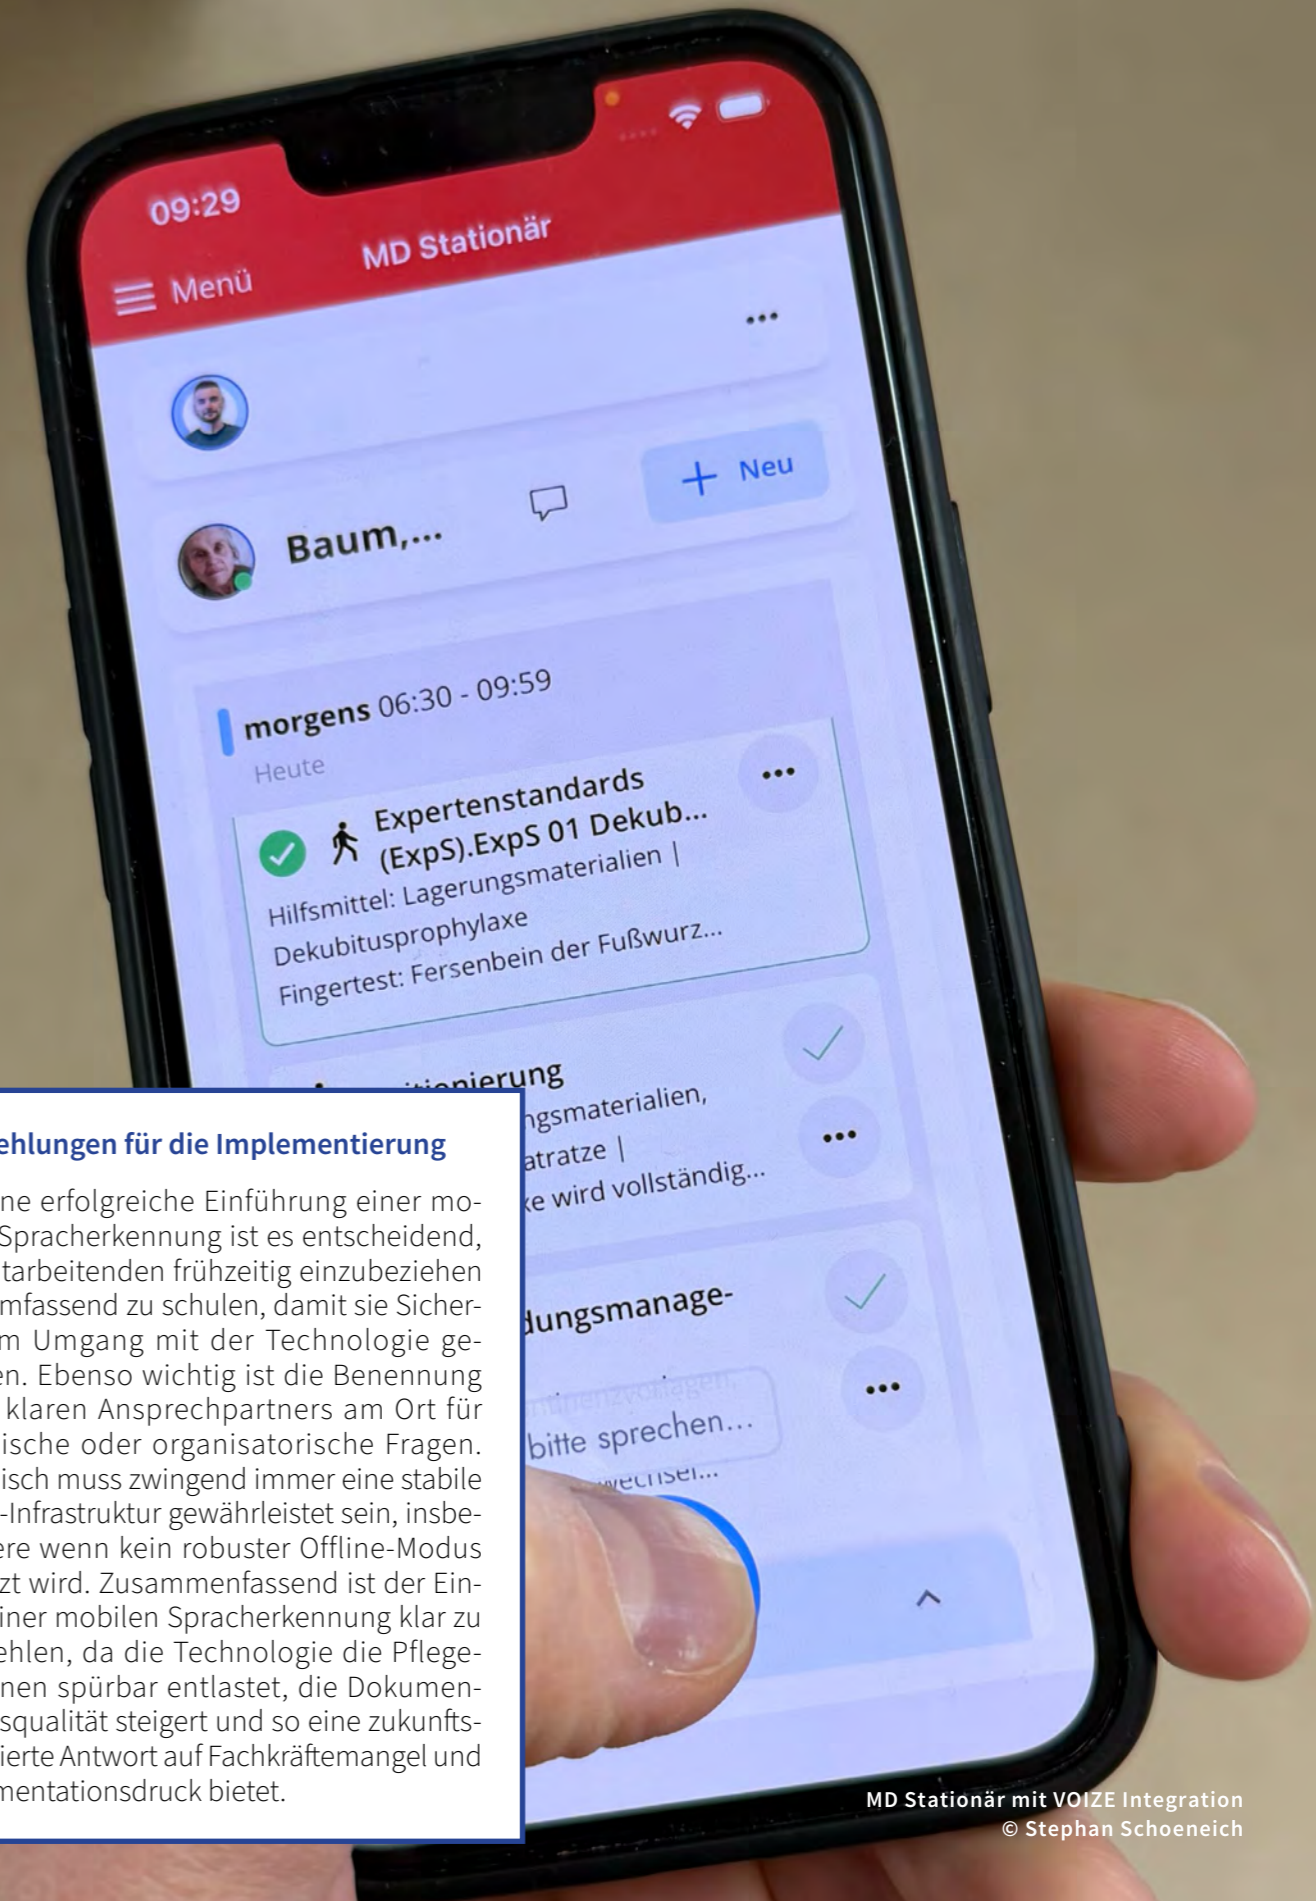 09:29
MD Stationär
Menü
Baum,...
+ Neu
morgens 06:30 - 09:59
Heute
Expertenstandards
(ExpS).ExpS 01 Dekub...
Hilfsmittel: Lagerungsmaterialien |
Dekubitusprophylaxe
Fingertest: Fersenbein der Fußwurz...
itionierung
ngsmaterialien,
atratze |
ke wird vollständig...
dungsmanage-
bitte sprechen...
wechsel...
ehlungen für die Implementierung
ne erfolgreiche Einführung einer mo-
Spracherkennung ist es entscheidend,
tarbeitenden frühzeitig einzubeziehen
mfassend zu schulen, damit sie Sicher-
m Umgang mit der Technologie ge-
en. Ebenso wichtig ist die Benennung
klaren Ansprechpartners am Ort für
ische oder organisatorische Fragen.
isch muss zwingend immer eine stabile
-Infrastruktur gewährleistet sein, insbe-
ere wenn kein robuster Offline-Modus
zt wird. Zusammenfassend ist der Ein-
einer mobilen Spracherkennung klar zu
ehlen, da die Technologie die Pflege-
nen spürbar entlastet, die Dokumen-
squalität steigert und so eine zukunfts-
ierte Antwort auf Fachkräftemangel und
mentationsdruck bietet.
MD Stationär mit VOIZE Integration
© Stephan Schoeneich